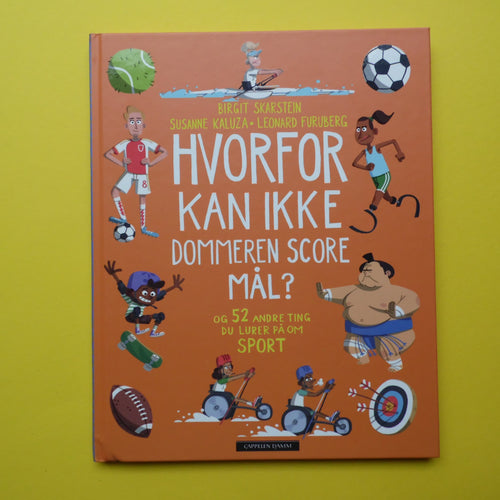 BIRGIT SKARSTEIN
SUSANNE KALUZA • LEONARD FURUBERG
HVORFOR
KAN IKKE
DOMMEREN SCORE
MÅL?
OG 52 ANDRE TING
DU LURER PÅ OM
SPORT
8
CAPPELEN DAMM